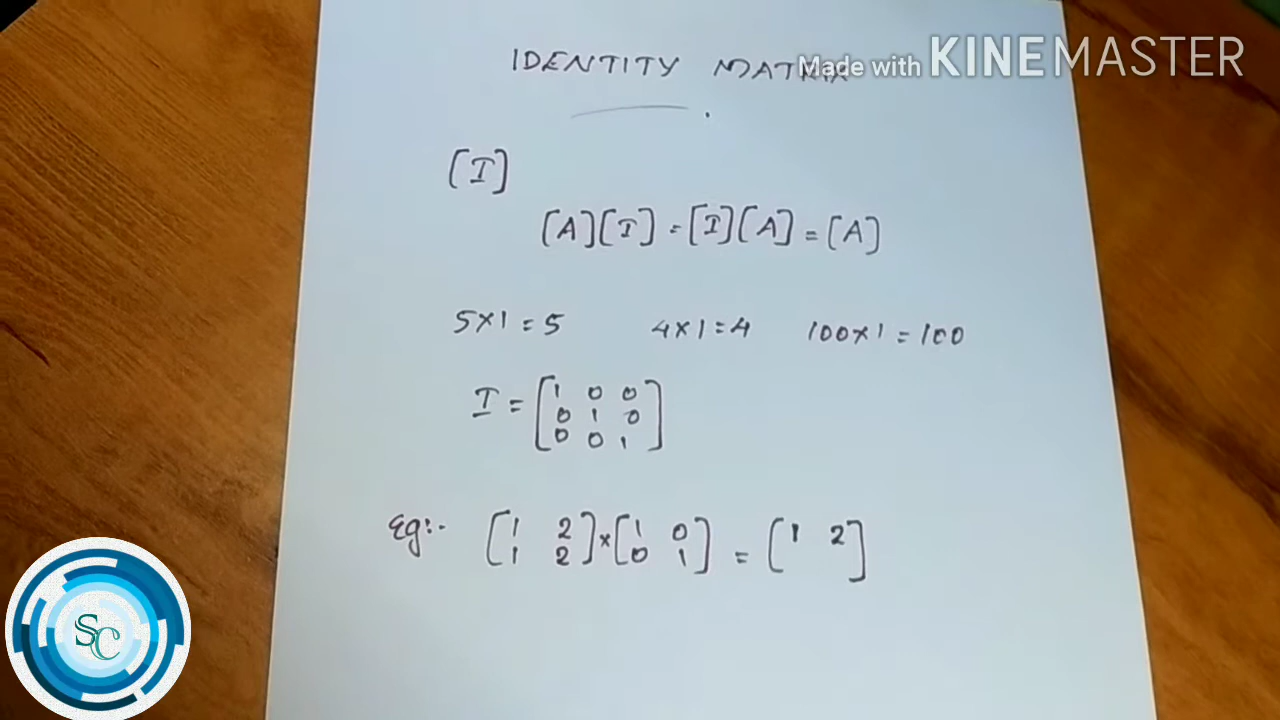 IDENTITY MATRIX
Made with KINEMASTER
[I]
[A][I] = [I][A] = [A]
5×1 = 5 4×1=4 100×1 = 100
I = [1 0 0
0 1 0
0 0 1]
Eg:- [1 2 × [1 0 = [1 2]
1 2] 0 1]
SC